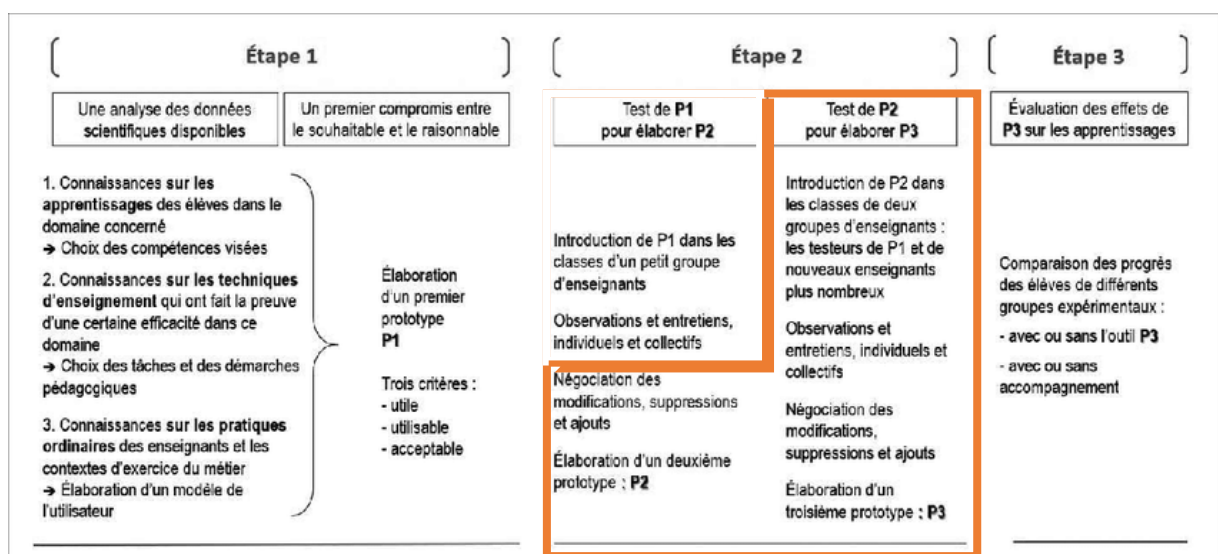 Étape 1
Une analyse des données
scientifiques disponibles
Un premier compromis entre
le souhaitable et le raisonnable
1. Connaissances sur les
apprentissages des élèves dans le
domaine concerné
➔ Choix des compétences visées
2. Connaissances sur les techniques
d'enseignement qui ont fait la preuve
d'une certaine efficacité dans ce
domaine
➔ Choix des tâches et des démarches
pédagogiques
3. Connaissances sur les pratiques
ordinaires des enseignants et les
contextes d'exercice du métier
➔ Élaboration d'un modèle de
l'utilisateur
Élaboration
d'un premier
prototype
P1
Trois critères :
- utile
- utilisable
- acceptable
Étape 2
Test de P1
pour élaborer P2
Introduction de P1 dans les
classes d'un petit groupe
d'enseignants
Observations et entretiens,
individuels et collectifs
Négociation des
modifications, suppressions
et ajouts
Élaboration d'un deuxième
prototype : P2
Test de P2
pour élaborer P3
Introduction de P2 dans
les classes de deux
groupes d'enseignants :
les testeurs de P1 et de
nouveaux enseignants
plus nombreux
Observations et
entretiens, individuels et
collectifs
Négociation des
modifications,
suppressions et ajouts
Élaboration d'un
troisième prototype : P3
Étape 3
Évaluation des effets de
P3 sur les apprentissages
Comparaison des progrès
des élèves de différents
groupes expérimentaux :
- avec ou sans l'outil P3
- avec ou sans
accompagnement